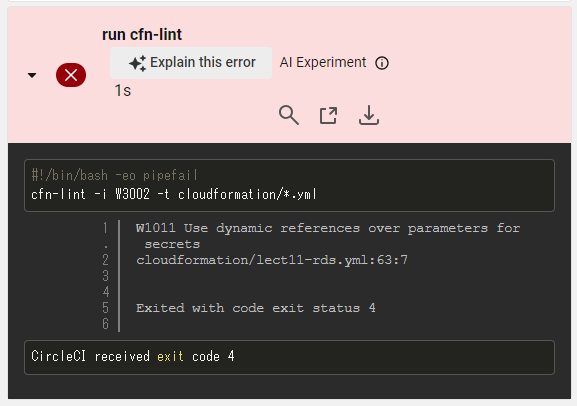 run cfn-lint
Explain this error
AI Experiment
1s
#!/bin/bash -eo pipefail
cfn-lint -i W3002 -t cloudformation/*.yml
1 W1011 Use dynamic references over parameters for
. secrets
2 cloudformation/lect11-rds.yml:63:7
3
4
5 Exited with code exit status 4
6
CircleCI received exit code 4